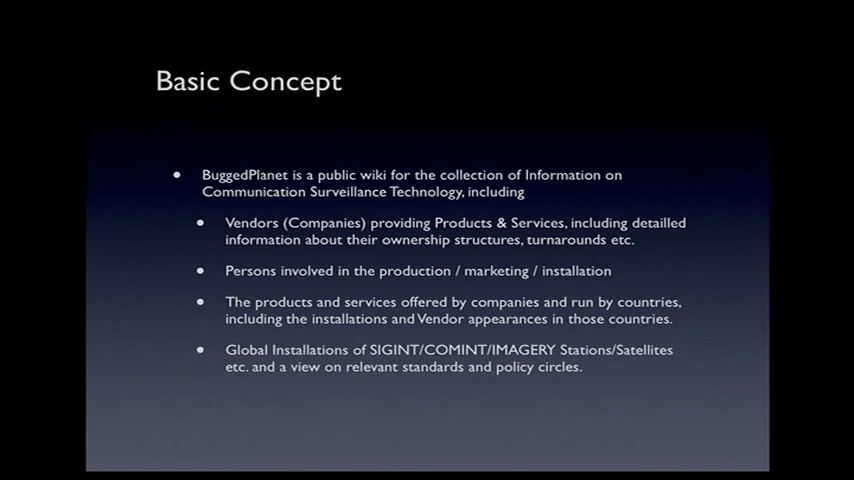 Basic Concept
• BuggedPlanet is a public wiki for the collection of Information on
Communication Surveillance Technology, including
• Vendors (Companies) providing Products & Services, including detailled
information about their ownership structures, turnarounds etc.
• Persons involved in the production / marketing / installation
• The products and services offered by companies and run by countries,
including the installations and Vendor appearances in those countries.
• Global Installations of SIGINT/COMINT/IMAGERY Stations/Satellites
etc. and a view on relevant standards and policy circles.